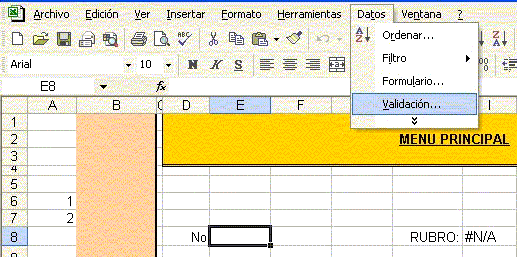 Archivo Edición Ver Insertar Formato Herramientas Datos Ventana ?
Ordenar...
Arial 10 N K S
Filtro
Formulario...
E8 fx
Validación...
A B C D E F I
1
2 MENU PRINCIPAL
3
4
5
6 1
7 2
8 No RUBRO: #N/A
9